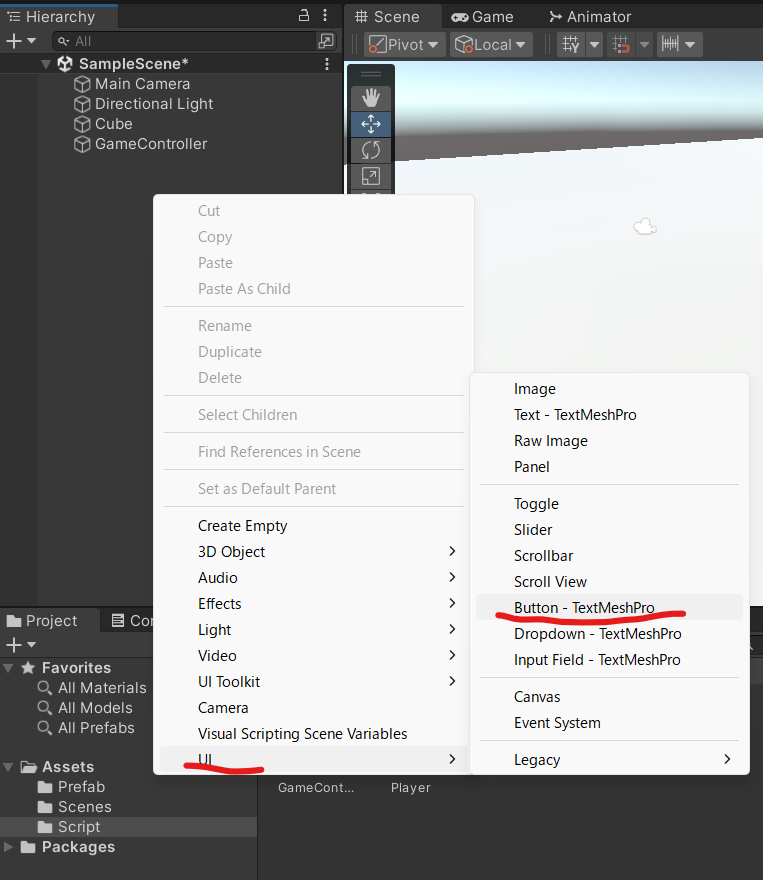 Hierarchy
Scene
Game
Animator
All
Pivot
Local
SampleScene*
Main Camera
Directional Light
Cube
GameController
Cut
Copy
Paste
Paste As Child
Rename
Duplicate
Delete
Select Children
Find References in Scene
Set as Default Parent
Create Empty
3D Object
Audio
Effects
Light
Video
UI Toolkit
Camera
Visual Scripting Scene Variables
UI
Image
Text - TextMeshPro
Raw Image
Panel
Toggle
Slider
Scrollbar
Scroll View
Button - TextMeshPro
Dropdown - TextMeshPro
Input Field - TextMeshPro
Canvas
Event System
Legacy
Project
Favorites
All Materials
All Models
All Prefabs
Assets
Prefab
Scenes
Script
Packages
GameCont...
Player